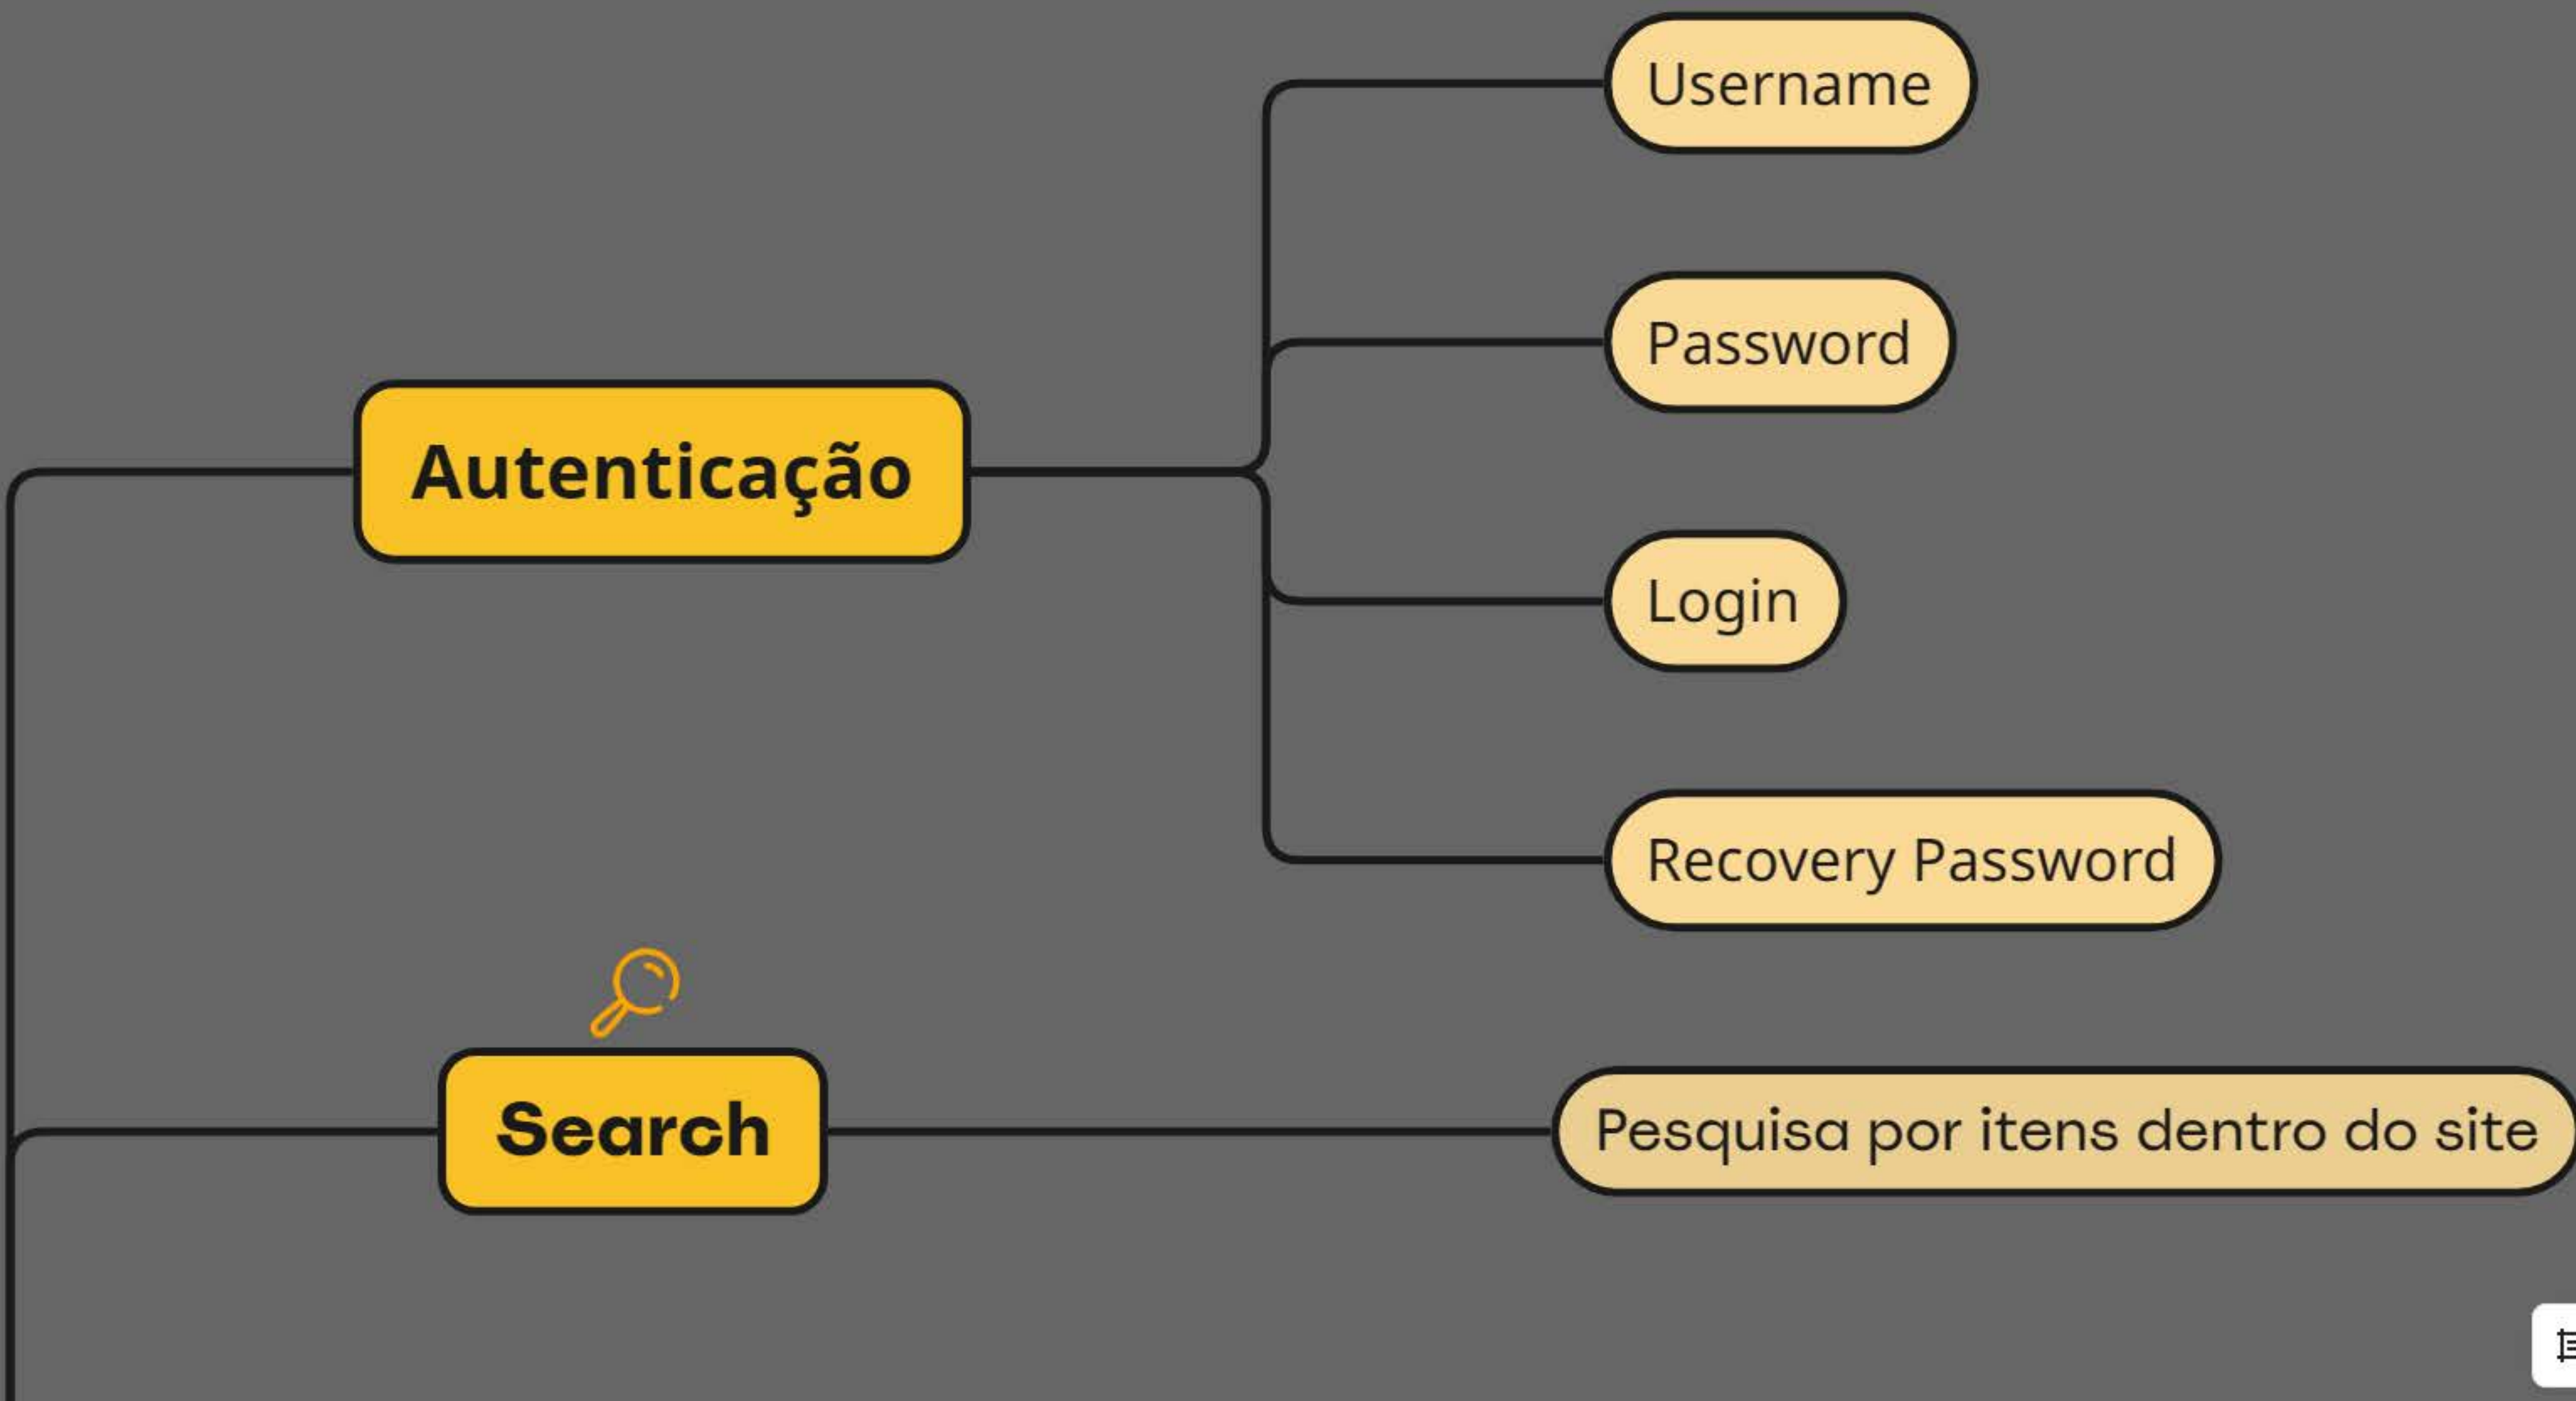 Username
Password
Autenticação
Login
Recovery Password
Search
Pesquisa por itens dentro do site